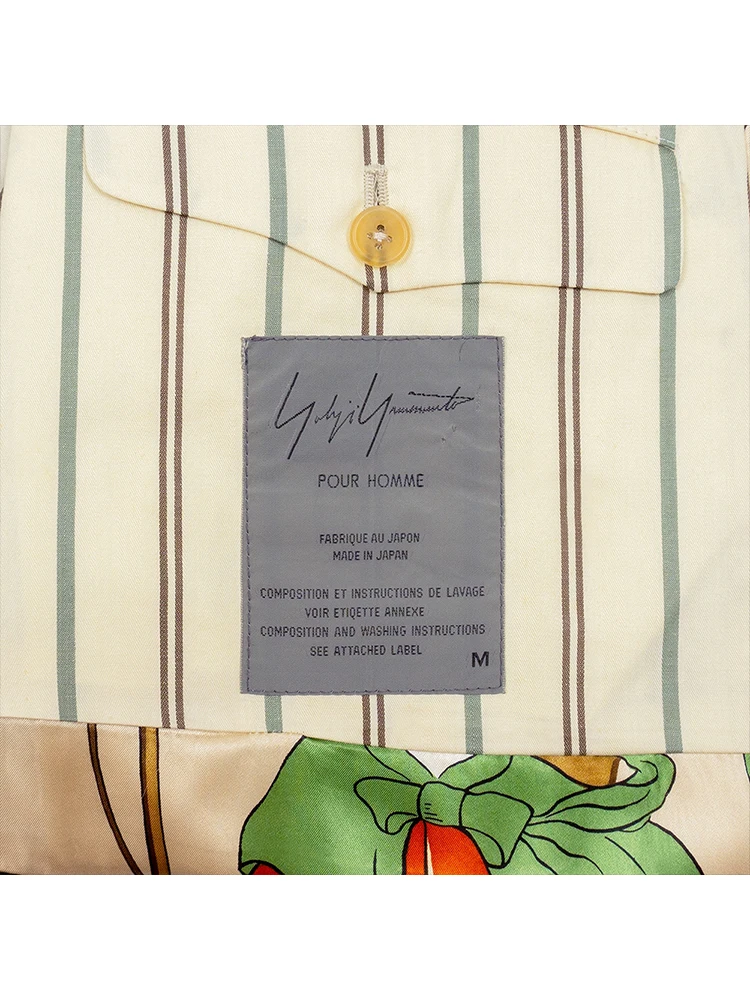 Yohji Yamamoto
POUR HOMME
FABRIQUE AU JAPON
MADE IN JAPAN
COMPOSITION ET INSTRUCTIONS DE LAVAGE
VOIR ETIQETTE ANNEXE
COMPOSITION AND WASHING INSTRUCTIONS
SEE ATTACHED LABEL
M